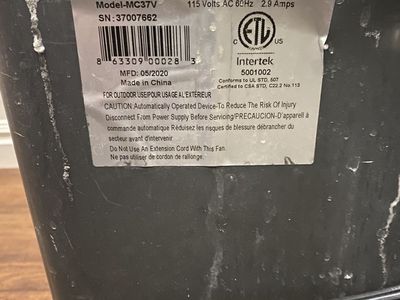 Model-MC37V 115 Volts AC 60Hz 2.9 Amps
SN: 37007662
8 63309 00028 3
ETL
C US
Intertek
5001002
MFD: 05/2020
Made in China
Conforms to UL STD. 507
Certified to CSA STD, C22.2 No.113
FOR OUTDOOR USE/POUR USAGE AL'EXTÉRIEUR
CAUTION:Automatically Operated Device-To Reduce The Risk Of Injury
Disconnect From Power Supply Before Servicing/PRECAUCION-D'appareil à
commande automatique Réduisez les risques de blessure débrancher du
secteur avant d'intervenir.
Do Not Use An Extension Cord With This Fan.
Ne pas utiliser de cordon de rallonge.